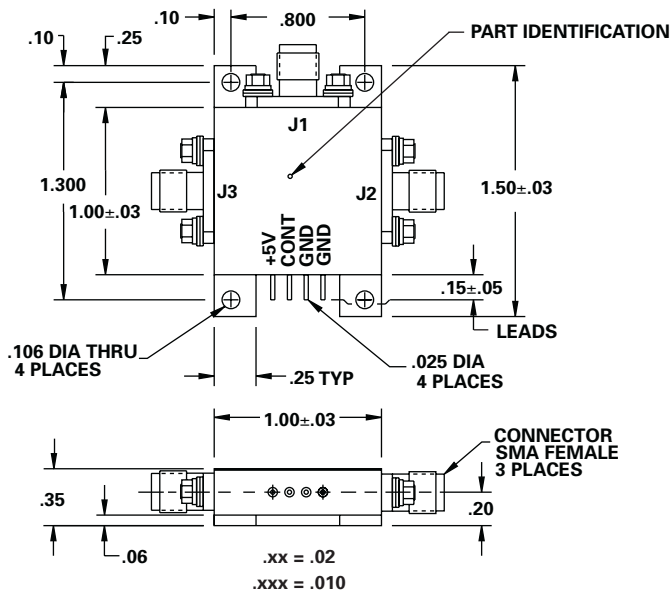 .10
.800
PART IDENTIFICATION
.10
.25
J1
1.300
1.00±.03
J3
J2
1.50±.03
+5V
CONT
GND
GND
.15±.05
LEADS
.106 DIA THRU
4 PLACES
.25 TYP
.025 DIA
4 PLACES
1.00±.03
CONNECTOR
SMA FEMALE
3 PLACES
.35
.20
.06
.xx = .02
.xxx = .010